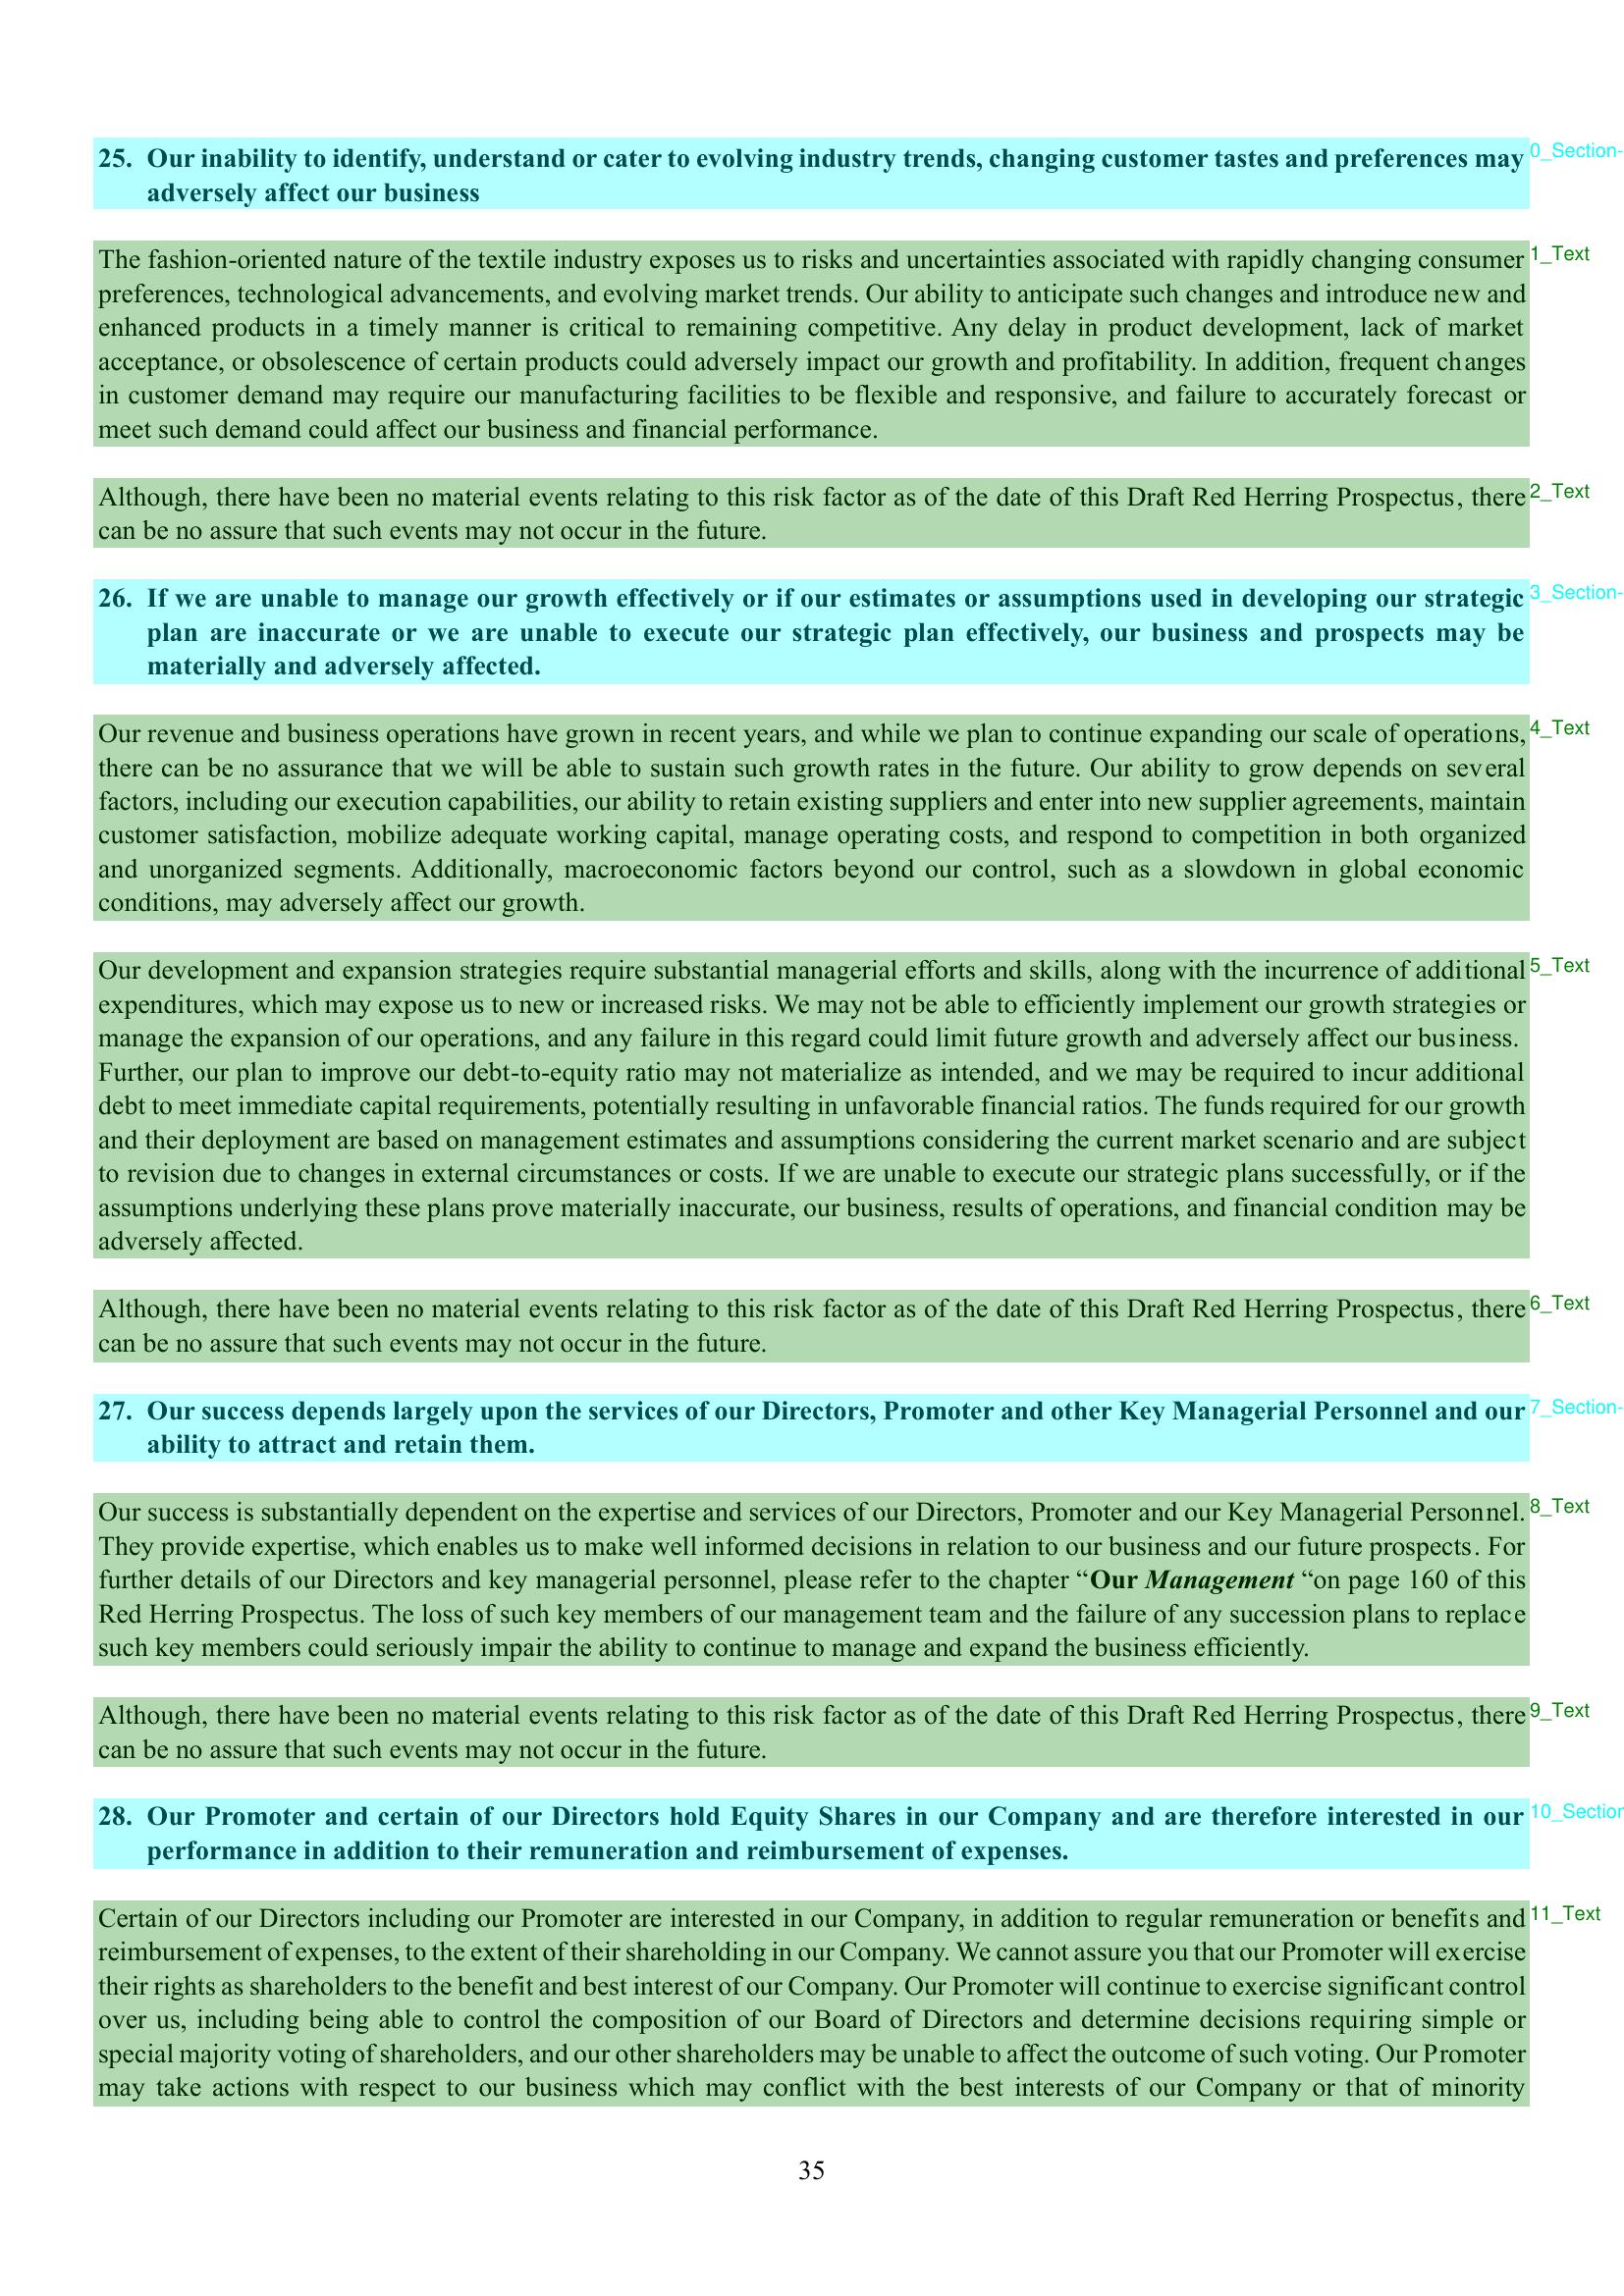 25. Our inability to identify, understand or cater to evolving industry trends, changing customer tastes and preferences may
adversely affect our business
0_Section-
The fashion-oriented nature of the textile industry exposes us to risks and uncertainties associated with rapidly changing consumer
preferences, technological advancements, and evolving market trends. Our ability to anticipate such changes and introduce new and
enhanced products in a timely manner is critical to remaining competitive. Any delay in product development, lack of market
acceptance, or obsolescence of certain products could adversely impact our growth and profitability. In addition, frequent changes
in customer demand may require our manufacturing facilities to be flexible and responsive, and failure to accurately forecast or
meet such demand could affect our business and financial performance.
1_Text
Although, there have been no material events relating to this risk factor as of the date of this Draft Red Herring Prospectus, there
can be no assure that such events may not occur in the future.
2_Text
26. If we are unable to manage our growth effectively or if our estimates or assumptions used in developing our strategic
plan are inaccurate or we are unable to execute our strategic plan effectively, our business and prospects may be
materially and adversely affected.
3_Section-
Our revenue and business operations have grown in recent years, and while we plan to continue expanding our scale of operations,
there can be no assurance that we will be able to sustain such growth rates in the future. Our ability to grow depends on several
factors, including our execution capabilities, our ability to retain existing suppliers and enter into new supplier agreements, maintain
customer satisfaction, mobilize adequate working capital, manage operating costs, and respond to competition in both organized
and unorganized segments. Additionally, macroeconomic factors beyond our control, such as a slowdown in global economic
conditions, may adversely affect our growth.
4_Text
Our development and expansion strategies require substantial managerial efforts and skills, along with the incurrence of additional
expenditures, which may expose us to new or increased risks. We may not be able to efficiently implement our growth strategies or
manage the expansion of our operations, and any failure in this regard could limit future growth and adversely affect our business.
Further, our plan to improve our debt-to-equity ratio may not materialize as intended, and we may be required to incur additional
debt to meet immediate capital requirements, potentially resulting in unfavorable financial ratios. The funds required for our growth
and their deployment are based on management estimates and assumptions considering the current market scenario and are subject
to revision due to changes in external circumstances or costs. If we are unable to execute our strategic plans successfully, or if the
assumptions underlying these plans prove materially inaccurate, our business, results of operations, and financial condition may be
adversely affected.
5_Text
Although, there have been no material events relating to this risk factor as of the date of this Draft Red Herring Prospectus, there
can be no assure that such events may not occur in the future.
6_Text
27. Our success depends largely upon the services of our Directors, Promoter and other Key Managerial Personnel and our
ability to attract and retain them.
7_Section-
Our success is substantially dependent on the expertise and services of our Directors, Promoter and our Key Managerial Personnel.
They provide expertise, which enables us to make well informed decisions in relation to our business and our future prospects. For
further details of our Directors and key managerial personnel, please refer to the chapter “Our Management “on page 160 of this
Red Herring Prospectus. The loss of such key members of our management team and the failure of any succession plans to replace
such key members could seriously impair the ability to continue to manage and expand the business efficiently.
8_Text
Although, there have been no material events relating to this risk factor as of the date of this Draft Red Herring Prospectus, there
can be no assure that such events may not occur in the future.
9_Text
28. Our Promoter and certain of our Directors hold Equity Shares in our Company and are therefore interested in our
performance in addition to their remuneration and reimbursement of expenses.
10_Section
Certain of our Directors including our Promoter are interested in our Company, in addition to regular remuneration or benefits and
reimbursement of expenses, to the extent of their shareholding in our Company. We cannot assure you that our Promoter will exercise
their rights as shareholders to the benefit and best interest of our Company. Our Promoter will continue to exercise significant control
over us, including being able to control the composition of our Board of Directors and determine decisions requiring simple or
special majority voting of shareholders, and our other shareholders may be unable to affect the outcome of such voting. Our Promoter
may take actions with respect to our business which may conflict with the best interests of our Company or that of minority
11_Text
35